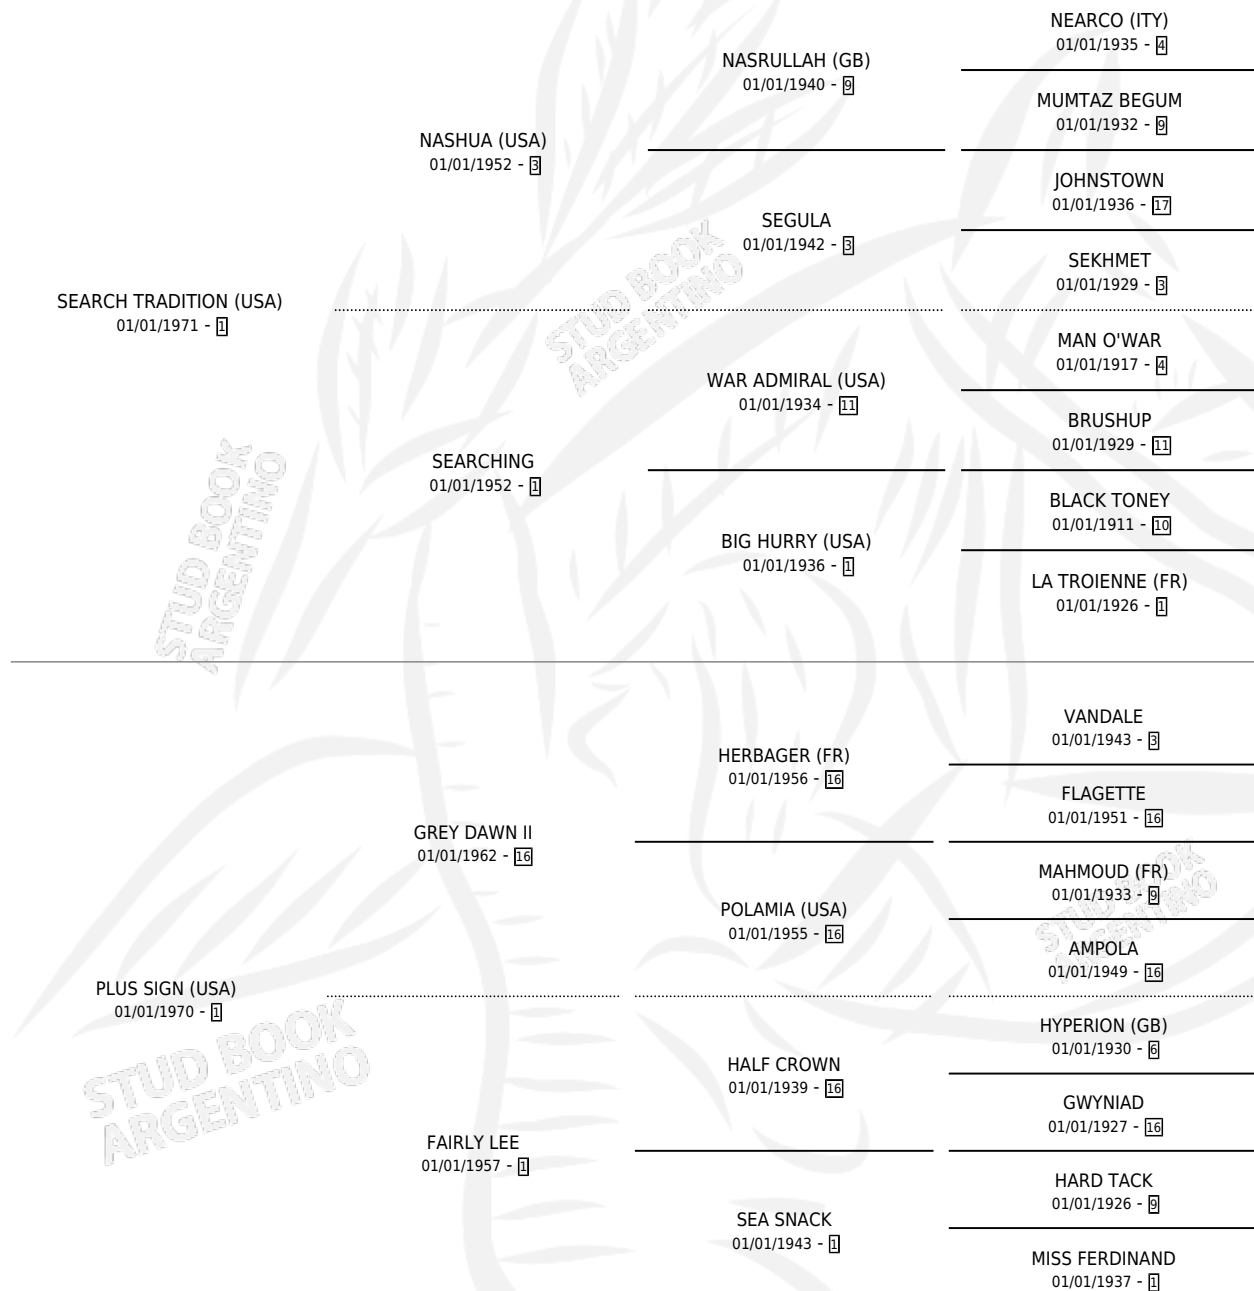 NEARCO (ITY)
01/01/1935 - 4
NASRULLAH (GB)
01/01/1940 - 9
MUMTAZ BEGUM
01/01/1932 - 9
NASHUA (USA)
01/01/1952 - 3
JOHNSTOWN
01/01/1936 - 17
SEGULA
01/01/1942 - 3
SEKHMET
01/01/1929 - 3
SEARCH TRADITION (USA)
01/01/1971 - 1
MAN O'WAR
01/01/1917 - 4
WAR ADMIRAL (USA)
01/01/1934 - 11
BRUSHUP
01/01/1929 - 11
SEARCHING
01/01/1952 - 1
BLACK TONEY
01/01/1911 - 10
BIG HURRY (USA)
01/01/1936 - 1
LA TROIENNE (FR)
01/01/1926 - 1
VANDALE
01/01/1943 - 3
HERBAGER (FR)
01/01/1956 - 16
FLAGETTE
01/01/1951 - 16
GREY DAWN II
01/01/1962 - 16
MAHMOUD (FR)
01/01/1933 - 9
POLAMIA (USA)
01/01/1955 - 16
AMPOLA
01/01/1949 - 16
PLUS SIGN (USA)
01/01/1970 - 1
HYPERION (GB)
01/01/1930 - 6
HALF CROWN
01/01/1939 - 16
GWYNIAD
01/01/1927 - 16
FAIRLY LEE
01/01/1957 - 1
HARD TACK
01/01/1926 - 9
SEA SNACK
01/01/1943 - 1
MISS FERDINAND
01/01/1937 - 1
STUD BOOK
ARGENTINO
STUD BOOK
ARGENTINO
STUD BOOK
ARGENTINO
STUD BOOK
ARGENTINO